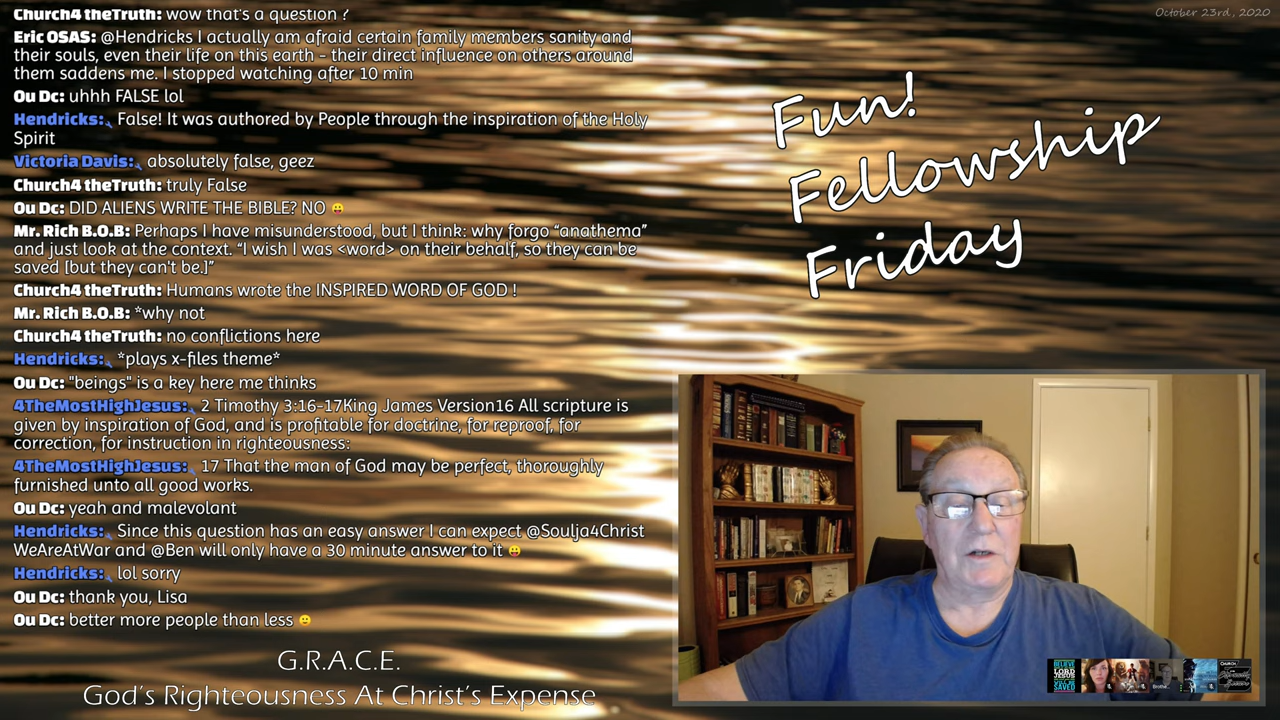 Church4 theTruth: wow that's a question ?
Eric OSAS: @Hendricks I actually am afraid certain family members sanity and
their souls, even their life on this earth - their direct influence on others around
them saddens me. I stopped watching after 10 min
Ou Dc: uhhh FALSE lol
Hendricks: False! It was authored by People through the inspiration of the Holy
Spirit
Victoria Davis: absolutely false, geez
Church4 theTruth: truly False
Ou Dc: DID ALIENS WRITE THE BIBLE? NO 😛
Mr. Rich B.O.B: Perhaps I have misunderstood, but I think: why forgo “anathema”
and just look at the context. “I wish I was <word> on their behalf, so they can be
saved [but they can't be.]”
Church4 theTruth: Humans wrote the INSPIRED WORD OF GOD !
Mr. Rich B.O.B: *why not
Church4 theTruth: no conflictions here
Hendricks: *plays x-files theme*
Ou Dc: "beings" is a key here me thinks
4TheMostHighJesus: 2 Timothy 3:16-17King James Version16 All scripture is
given by inspiration of God, and is profitable for doctrine, for reproof, for
correction, for instruction in righteousness:
4TheMostHighJesus: 17 That the man of God may be perfect, thoroughly
furnished unto all good works.
Ou Dc: yeah and malevolant
Hendricks: Since this question has an easy answer I can expect @Soulja4Christ
WeAreAtWar and @Ben will only have a 30 minute answer to it 😛
Hendricks: lol sorry
Ou Dc: thank you, Lisa
Ou Dc: better more people than less 🙂
G.R.A.C.E.
God's Righteousness At Christ's Expense
October 23rd, 2020
Fun!
Fellowship
Friday
BELIEVE
LORD
JESUS
SAVED
Brothe...
CHURCH